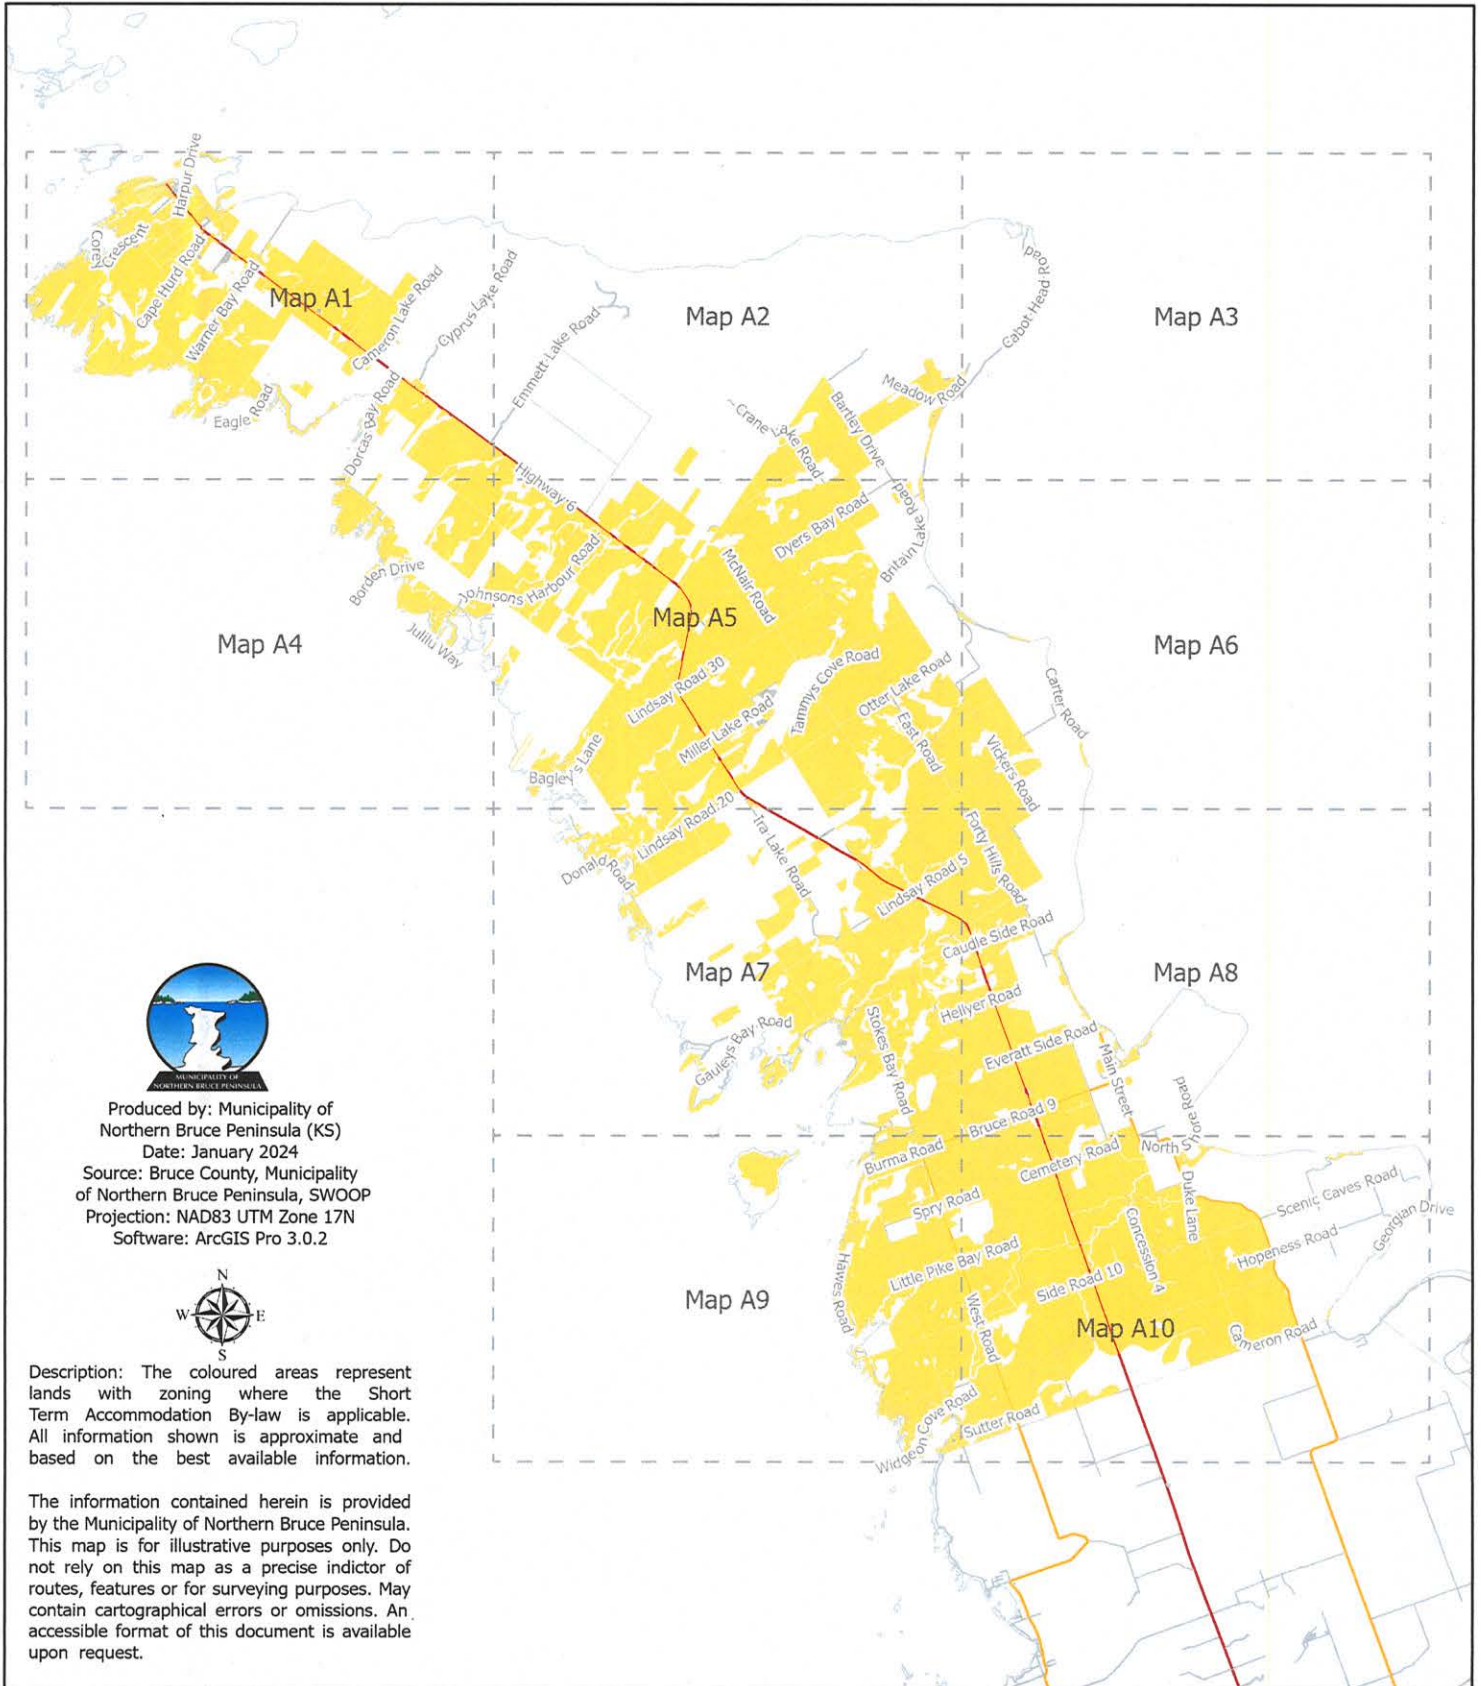 Harpur Drive
Corey
Crescent
Cape Hurd Road
Warner Bay Road
Map A1
Cameron Lake Road
Cyprus Lake Road
Emmett Lake Road
Map A2
Cabot Head Road
Map A3
Eagle Road
Dorcas Bay Road
Meadow Road
Bartley Drive
Crane Lake Road
Highway 6
Dyers Bay Road
Britain Lake Road
McNair Road
Borden Drive
Johnsons Harbour Road
Julilu Way
Map A4
Map A5
Map A6
Lindsay Road 30
Tammys Cove Road
Otter Lake Road
Carter Road
Miller Lake Road
East Road
Vickers Road
Bagley's Lane
Lindsay Road 20
Ira Lake Road
Forty Hills Road
Donald Road
Lindsay Road 5
Caudle Side Road
Map A7
Map A8
Hellyer Road
Stokes Bay Road
Gauleys Bay Road
Everatt Side Road
Main Street
Bruce Road 9
North Shore Road
Burma Road
Cemetery Road
Duke Lane
Spry Road
Scenic Caves Road
Georgian Drive
Concession 4
Hopeness Road
Little Pike Bay Road
Hawes Road
Side Road 10
Map A9
West Road
Map A10
Cameron Road
Widgeon Cove Road
Sutter Road
MUNICIPALITY OF
NORTHERN BRUCE PENINSULA
Produced by: Municipality of
Northern Bruce Peninsula (KS)
Date: January 2024
Source: Bruce County, Municipality
of Northern Bruce Peninsula, SWOOP
Projection: NAD83 UTM Zone 17N
Software: ArcGIS Pro 3.0.2
N
W E
S
Description: The coloured areas represent
lands with zoning where the Short
Term Accommodation By-law is applicable.
All information shown is approximate and
based on the best available information.
The information contained herein is provided
by the Municipality of Northern Bruce Peninsula.
This map is for illustrative purposes only. Do
not rely on this map as a precise indictor of
routes, features or for surveying purposes. May
contain cartographical errors or omissions. An
accessible format of this document is available
upon request.